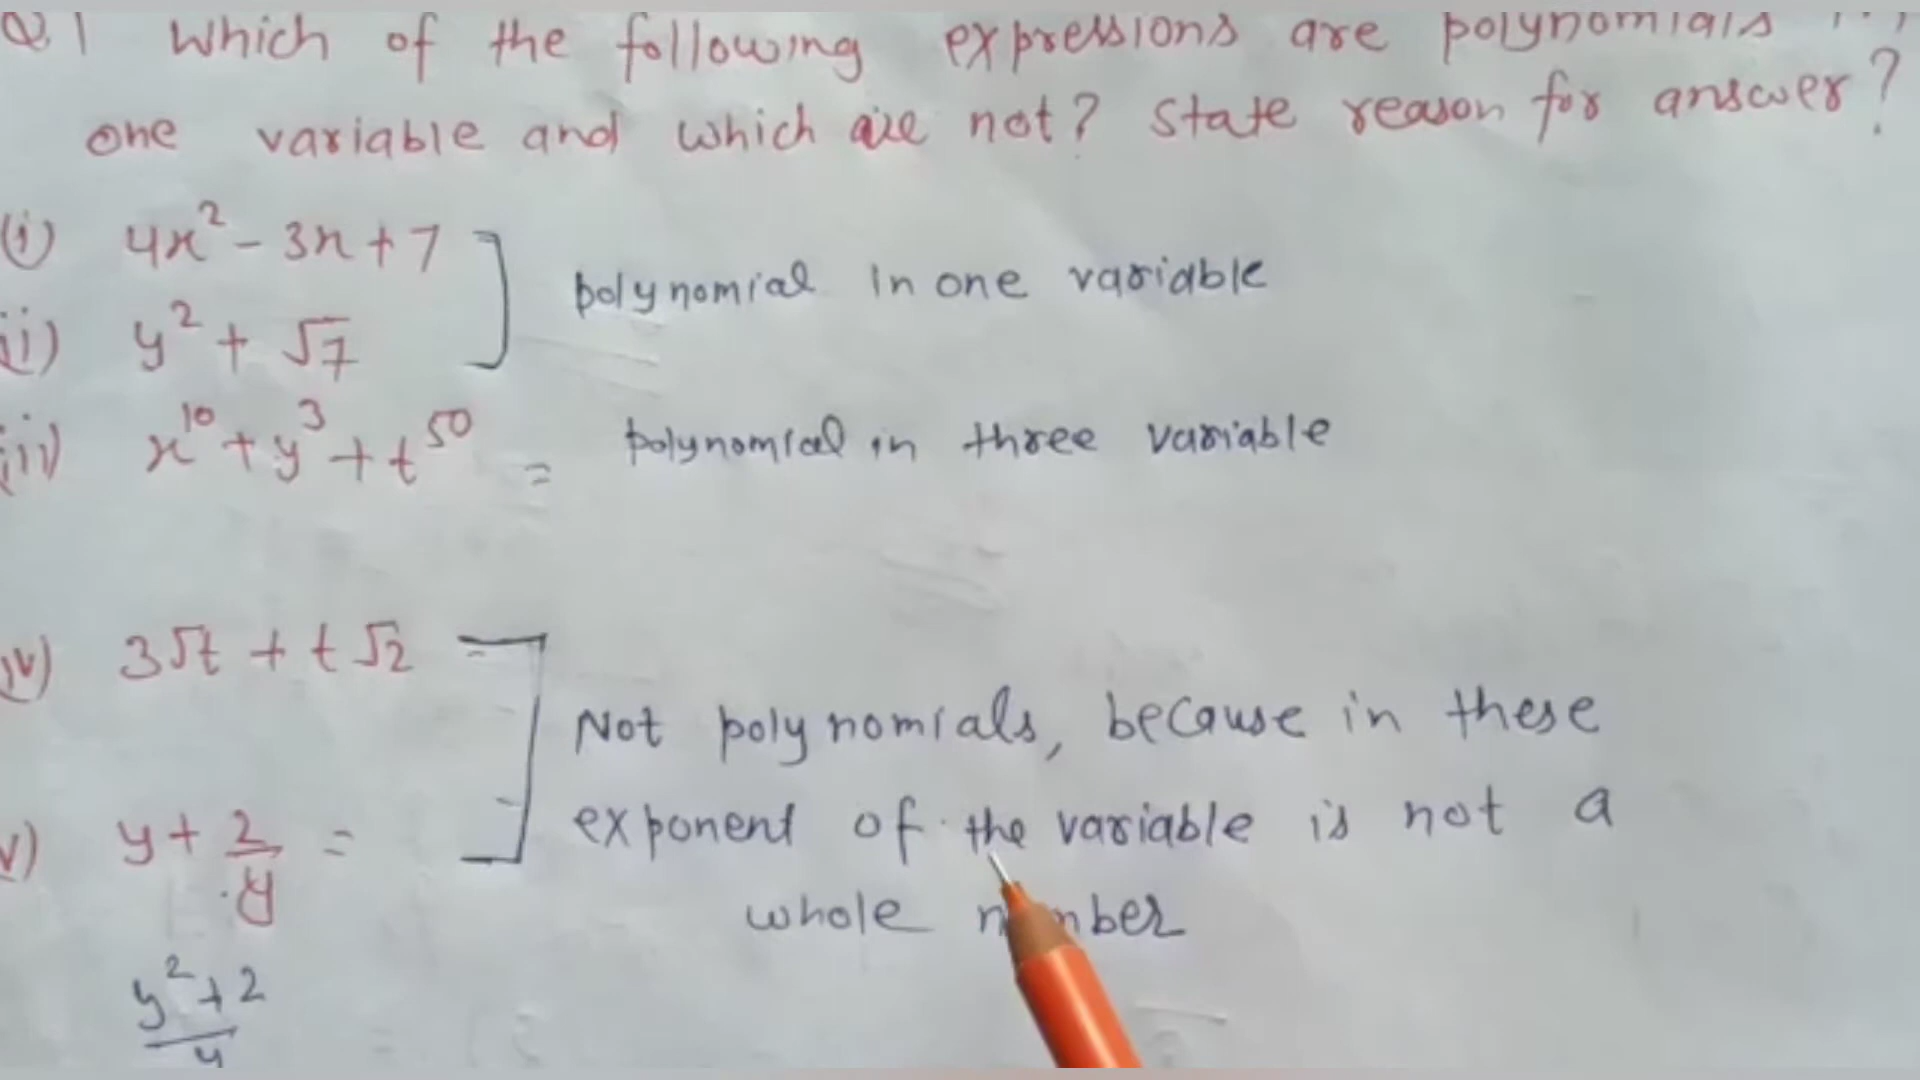 Q.1 which of the following expressions are polynomials in
one variable and which are not? State reason for answer?
(i) 4x² - 3x + 7
polynomial in one variable
ii) y² + √7
iii) x¹⁰ + y³ + t⁵⁰ = polynomial in three variable
iv) 3√t + t√2 =
Not polynomials, because in these
v) y + 2/y = exponent of the variable is not a
whole number
y² + 2 / y